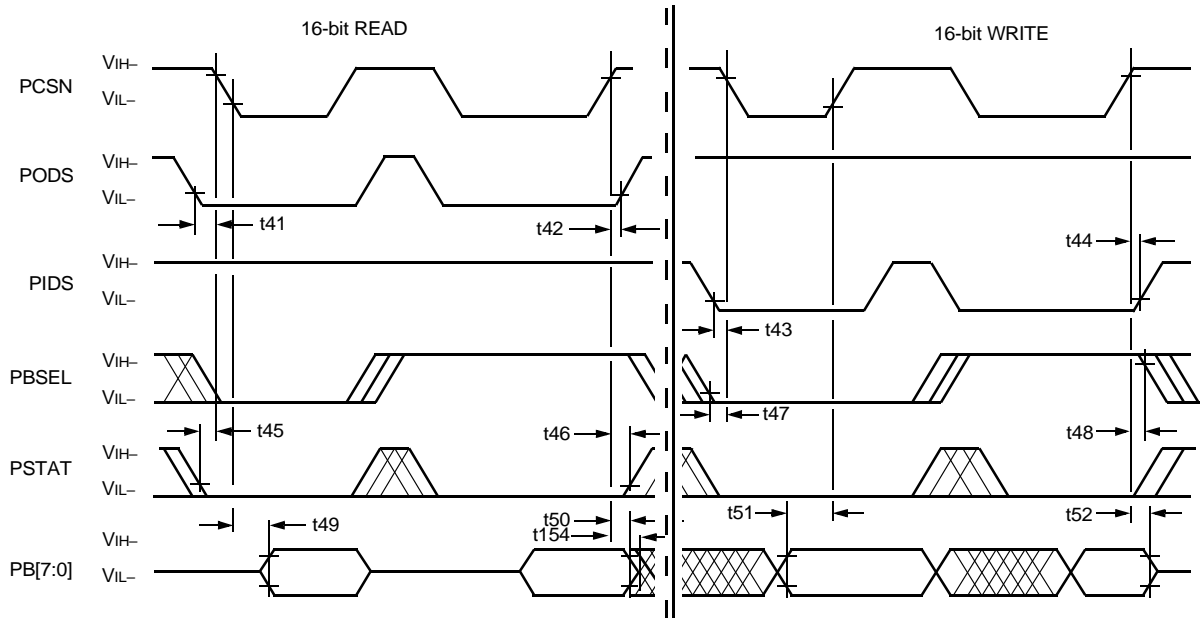 16-bit READ
16-bit WRITE
PCSN
VIH–
VIL–
PODS
VIH–
VIL–
t41
t42
t44
PIDS
VIH–
VIL–
t43
PBSEL
VIH–
VIL–
t45
t46
t47
t48
PSTAT
VIH–
VIL–
t49
t50
t154
t51
t52
PB[7:0]
VIH–
VIL–